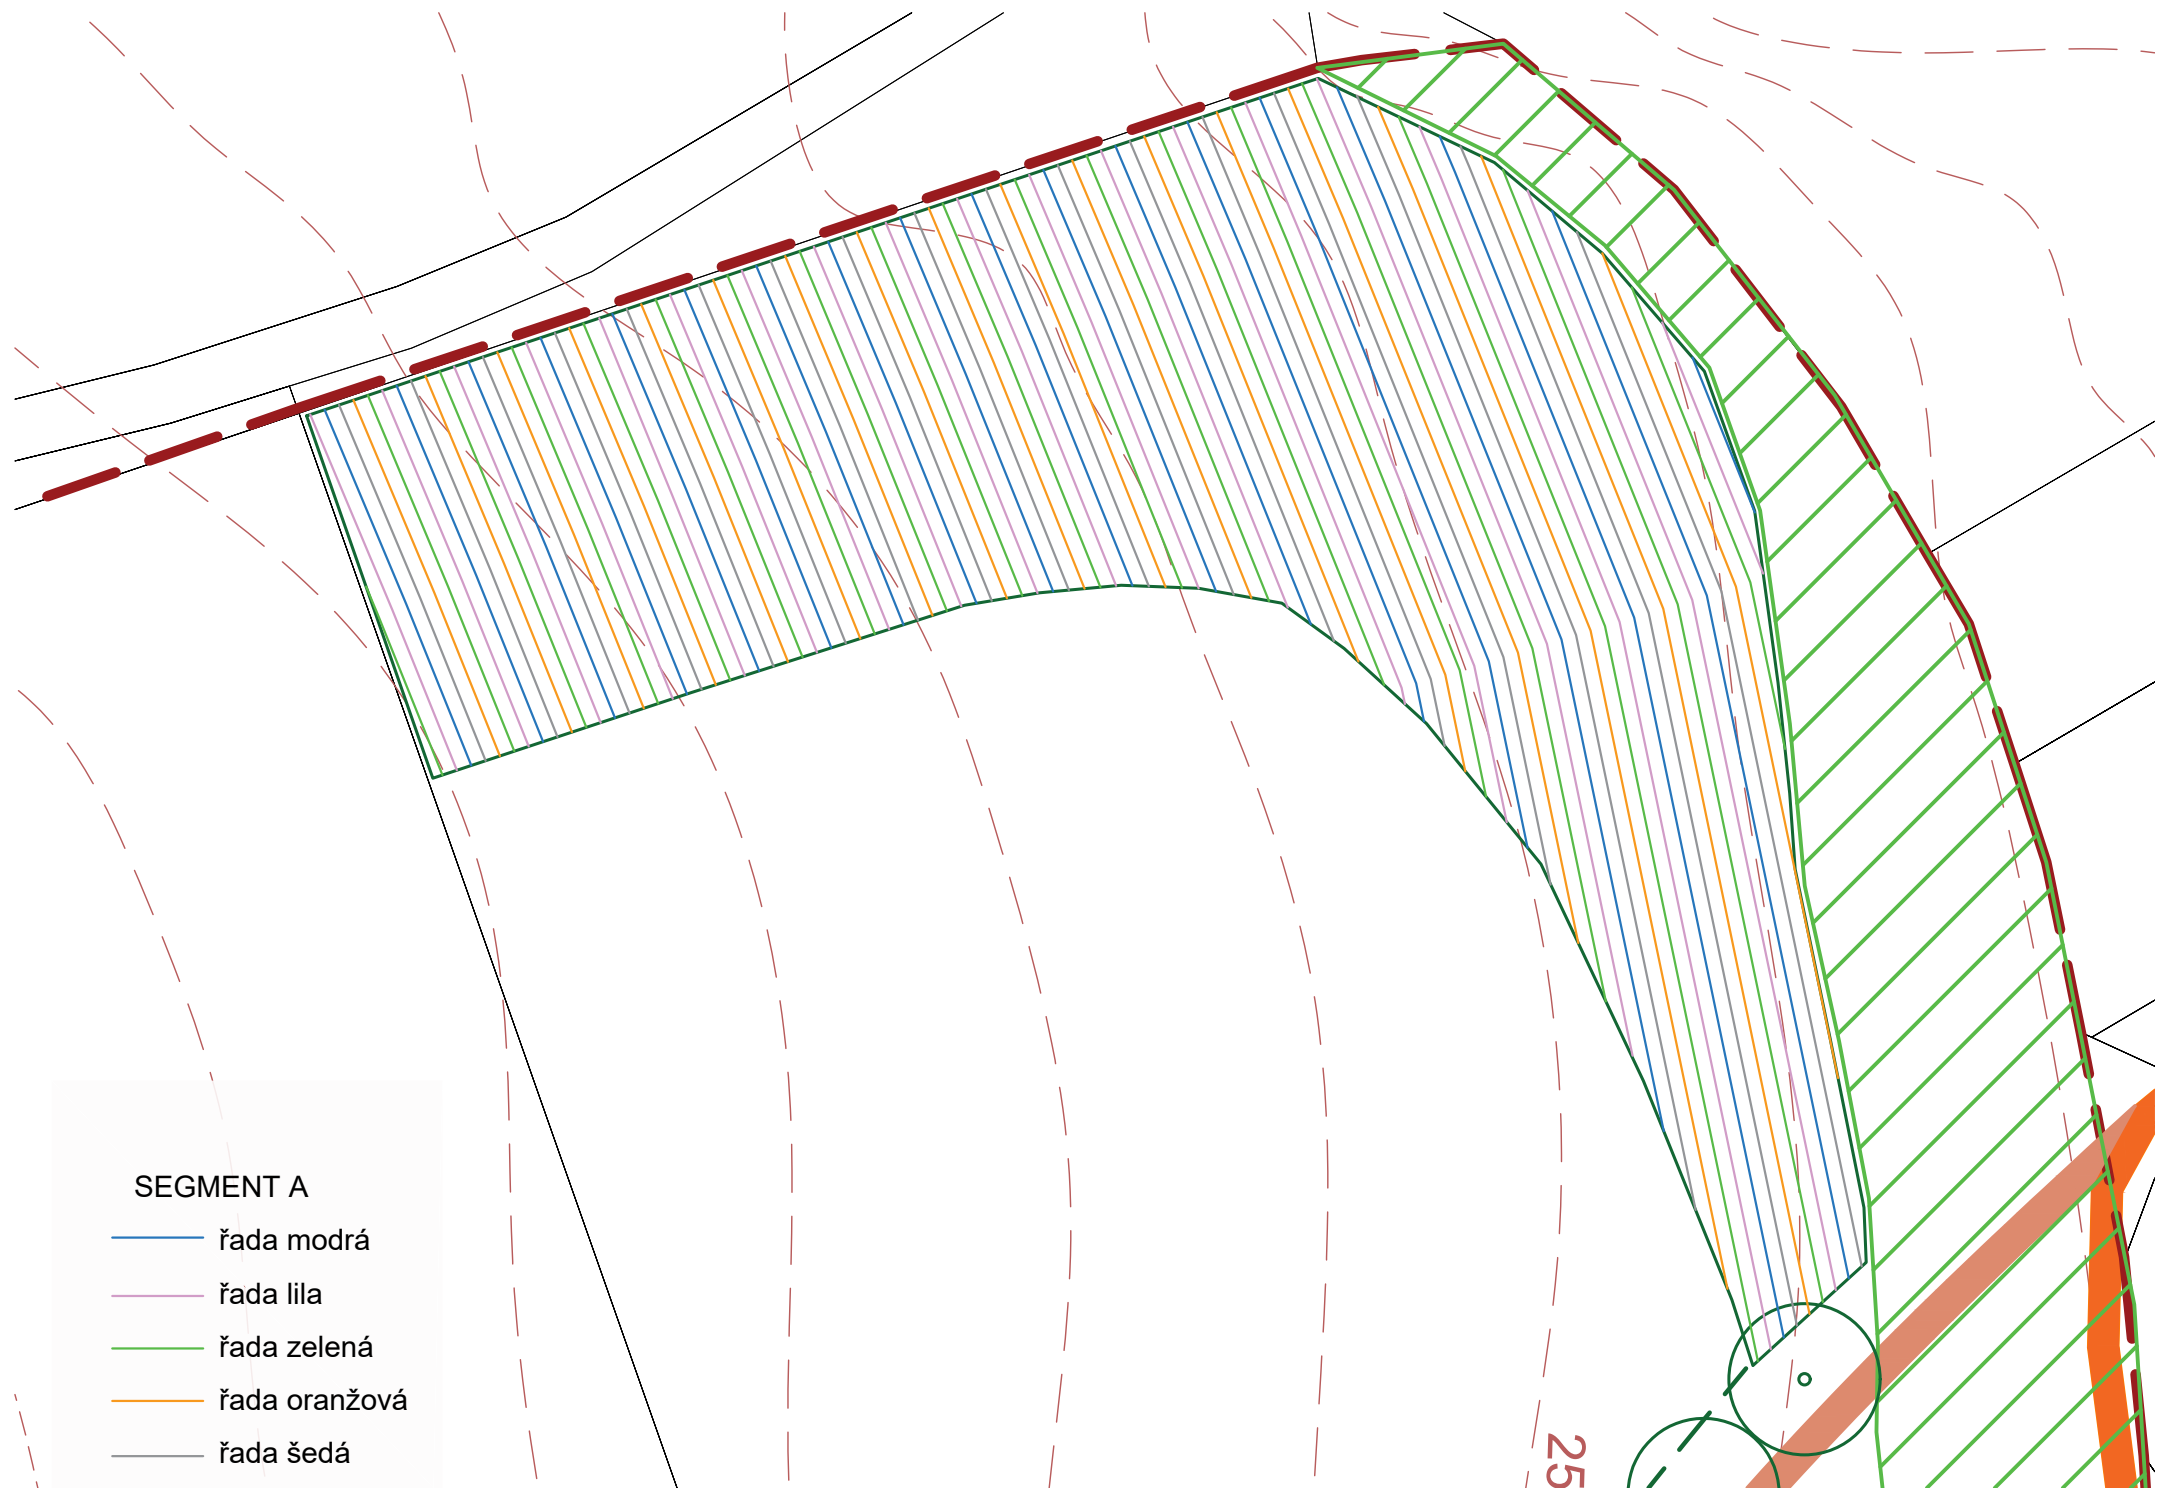 SEGMENT A
řada modrá
řada lila
řada zelená
řada oranžová
řada šedá
25